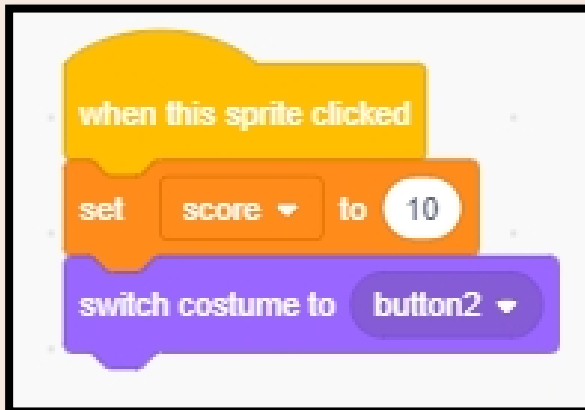 when this sprite clicked
set score to 10
switch costume to button2